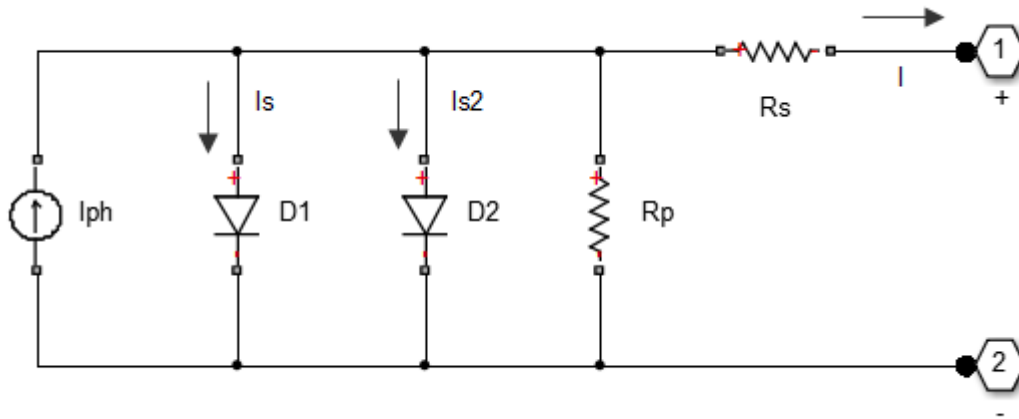 1
I
+
Rs
Is
Is2
Iph
D1
D2
Rp
2
-